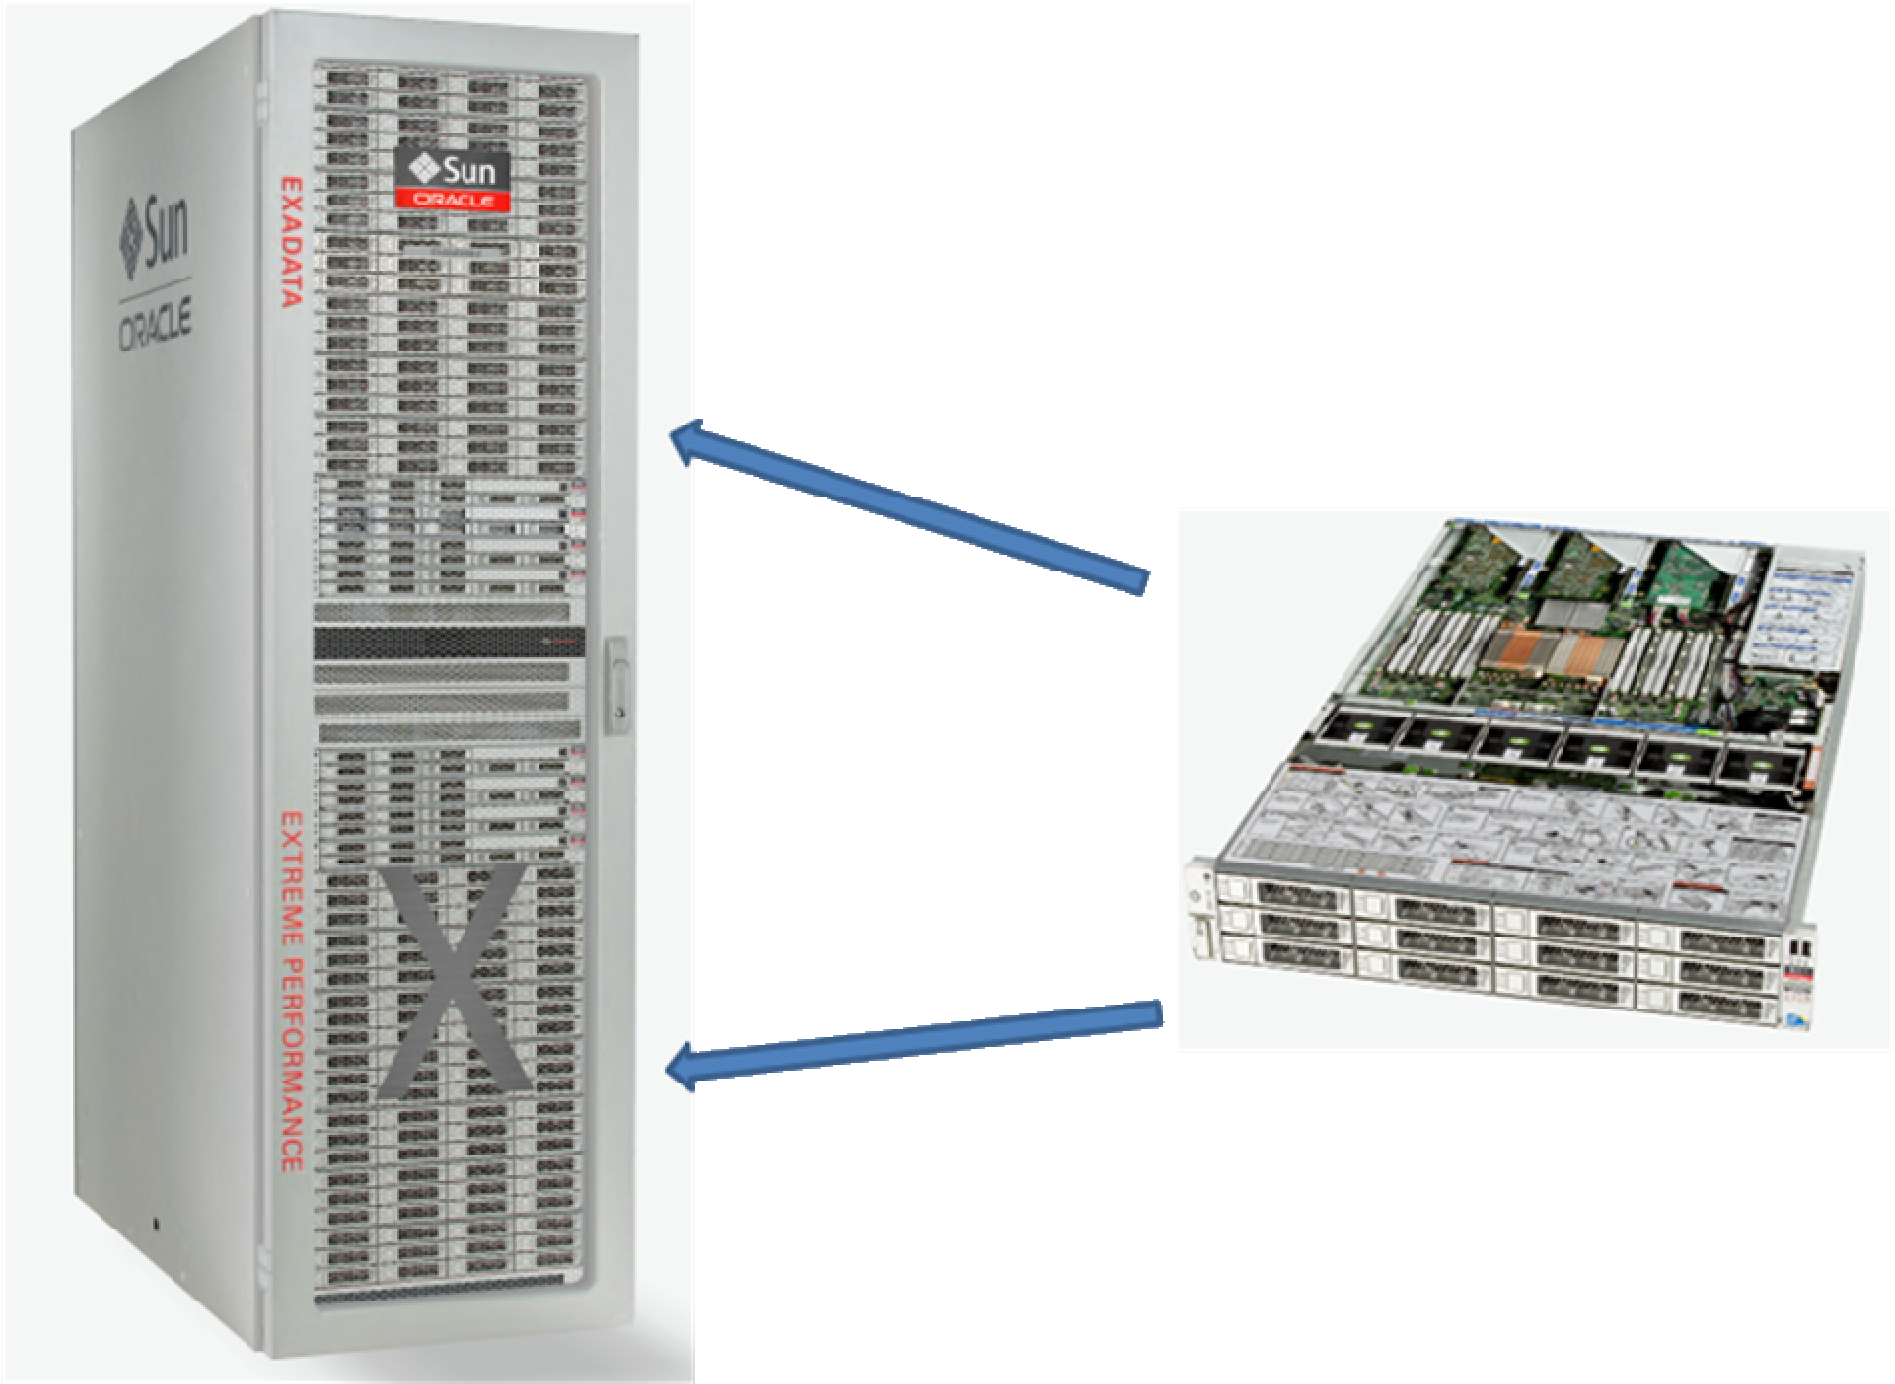 Sun
ORACLE
EXADATA
Sun
ORACLE
EXTREME PERFORMANCE
X